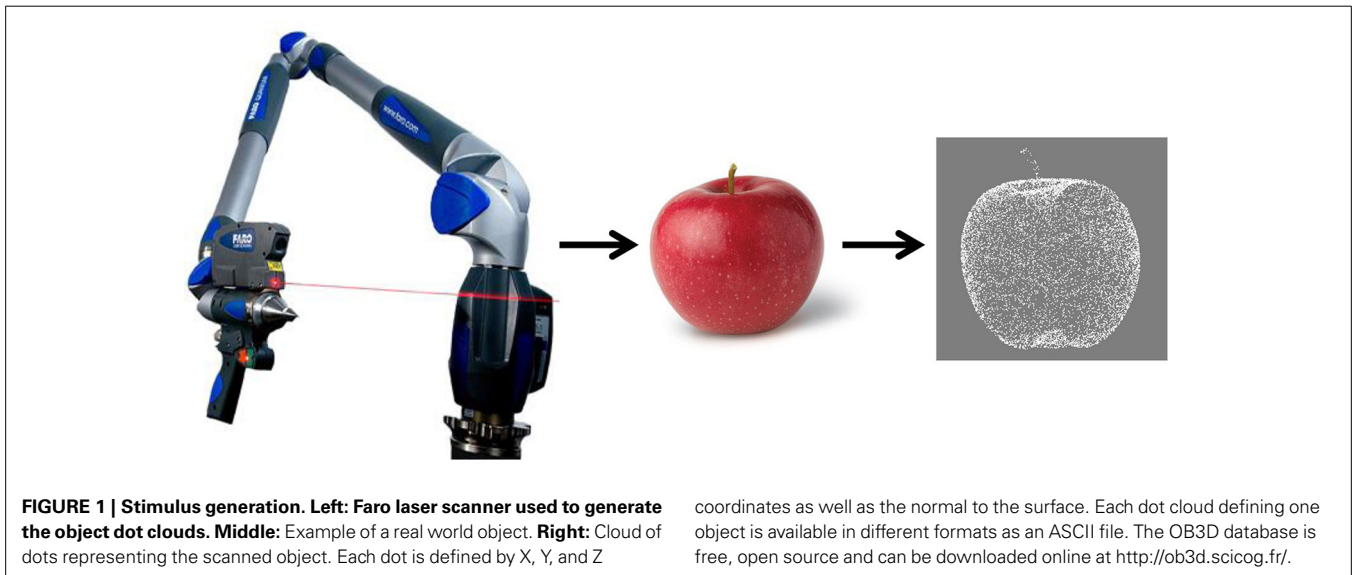 FARO QUANTUM
www.faro.com
FARO
FIGURE 1 | Stimulus generation. Left: Faro laser scanner used to generate
the object dot clouds. Middle: Example of a real world object. Right: Cloud of
dots representing the scanned object. Each dot is defined by X, Y, and Z
coordinates as well as the normal to the surface. Each dot cloud defining one
object is available in different formats as an ASCII file. The OB3D database is
free, open source and can be downloaded online at http://ob3d.scicog.fr/.